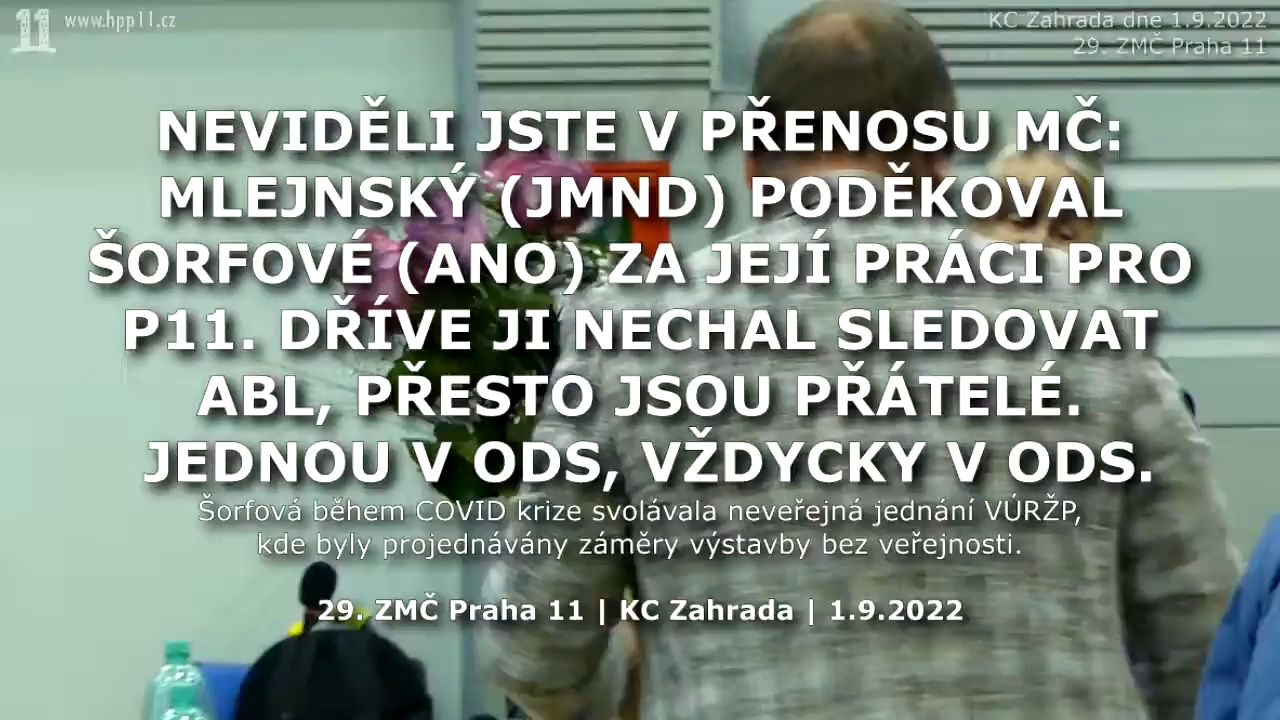 11 www.hpp11.cz
KC Zahrada dne 1.9.2022
29. ZMČ Praha 11
NEVIDĚLI JSTE V PŘENOSU MČ:
MLEJNSKÝ (JMND) PODĚKOVAL
ŠORFOVÉ (ANO) ZA JEJÍ PRÁCI PRO
P11. DŘÍVE JI NECHAL SLEDOVAT
ABL, PŘESTO JSOU PŘÁTELÉ.
JEDNOU V ODS, VŽDYCKY V ODS.
Šorfová během COVID krize svolávala neveřejná jednání VÚRŽP,
kde byly projednávány záměry výstavby bez veřejnosti.
29. ZMČ Praha 11 | KC Zahrada | 1.9.2022